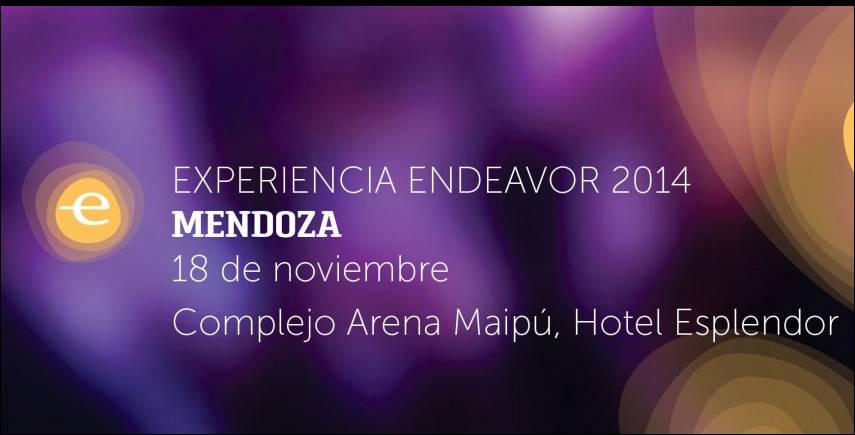 e
EXPERIENCIA ENDEAVOR 2014
MENDOZA
18 de noviembre
Complejo Arena Maipú, Hotel Esplendor